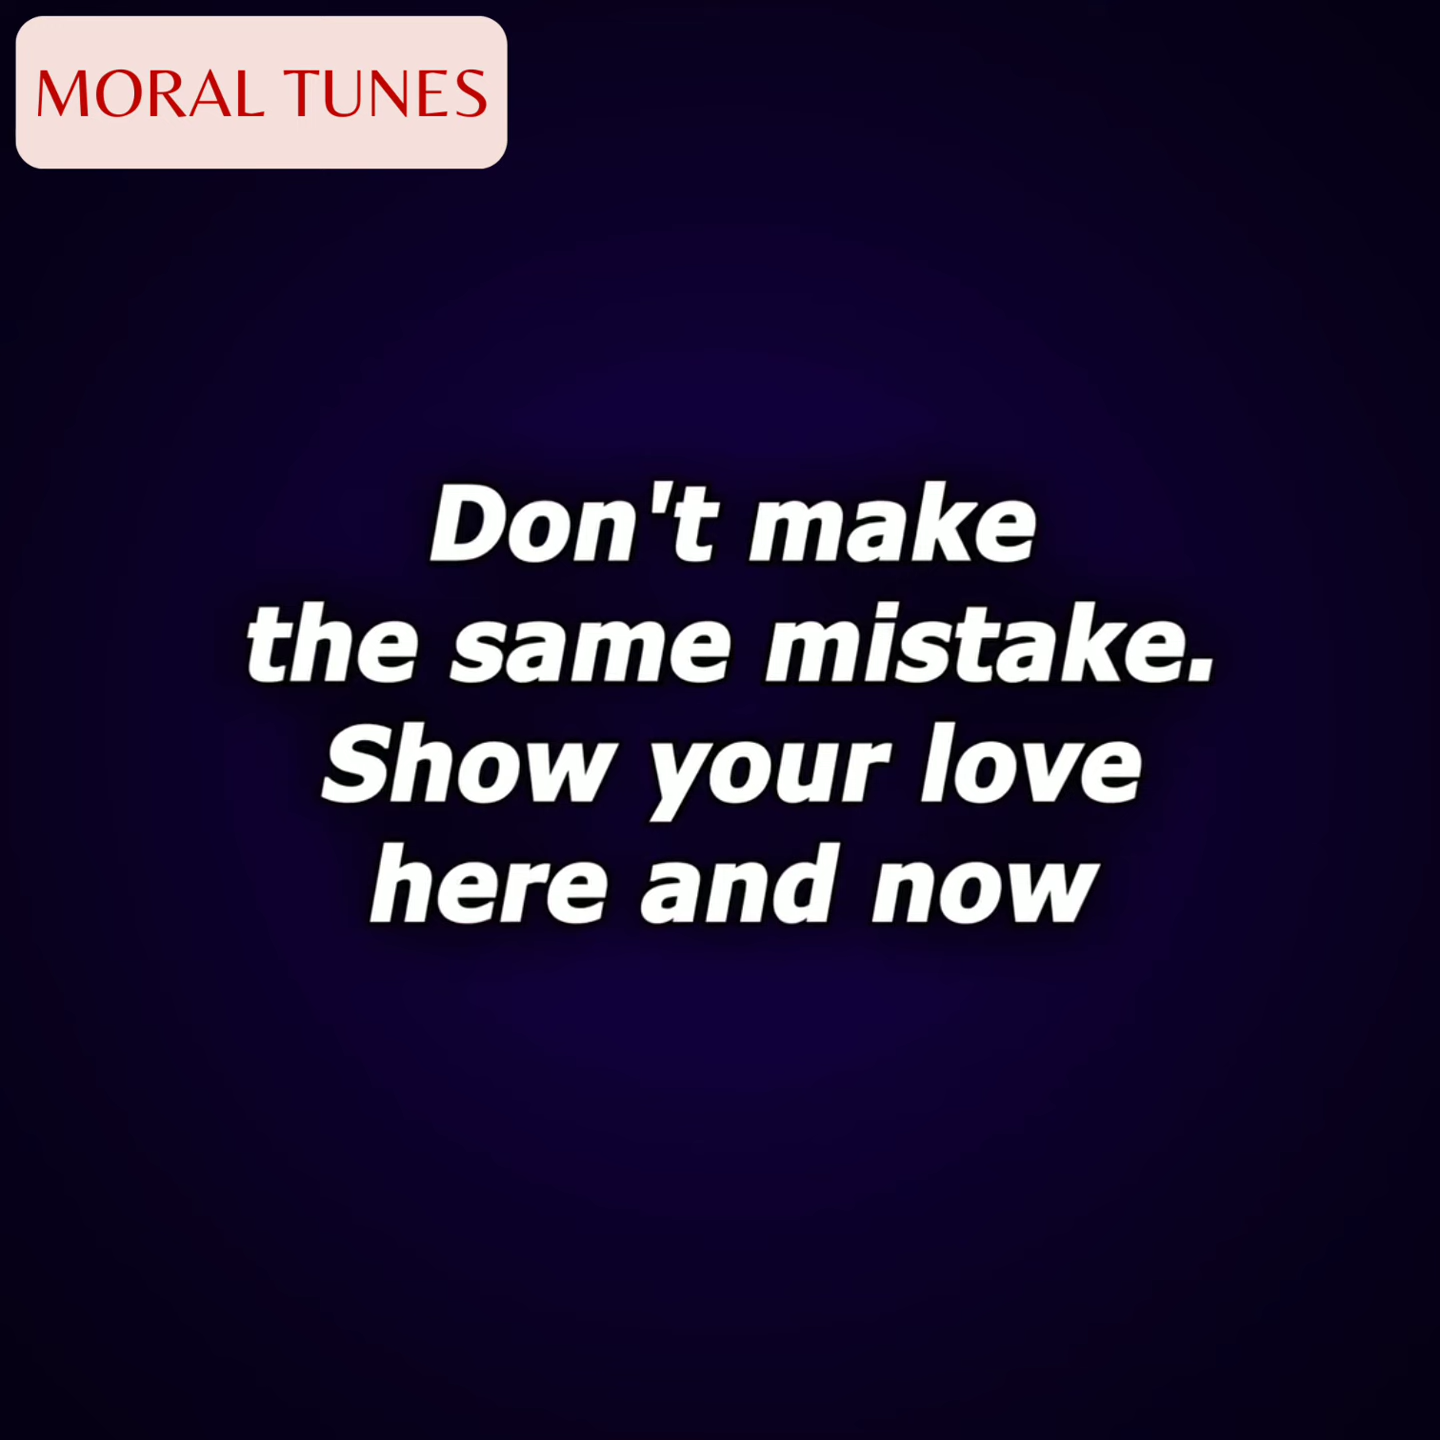 MORAL TUNES
Don't make
the same mistake.
Show your love
here and now